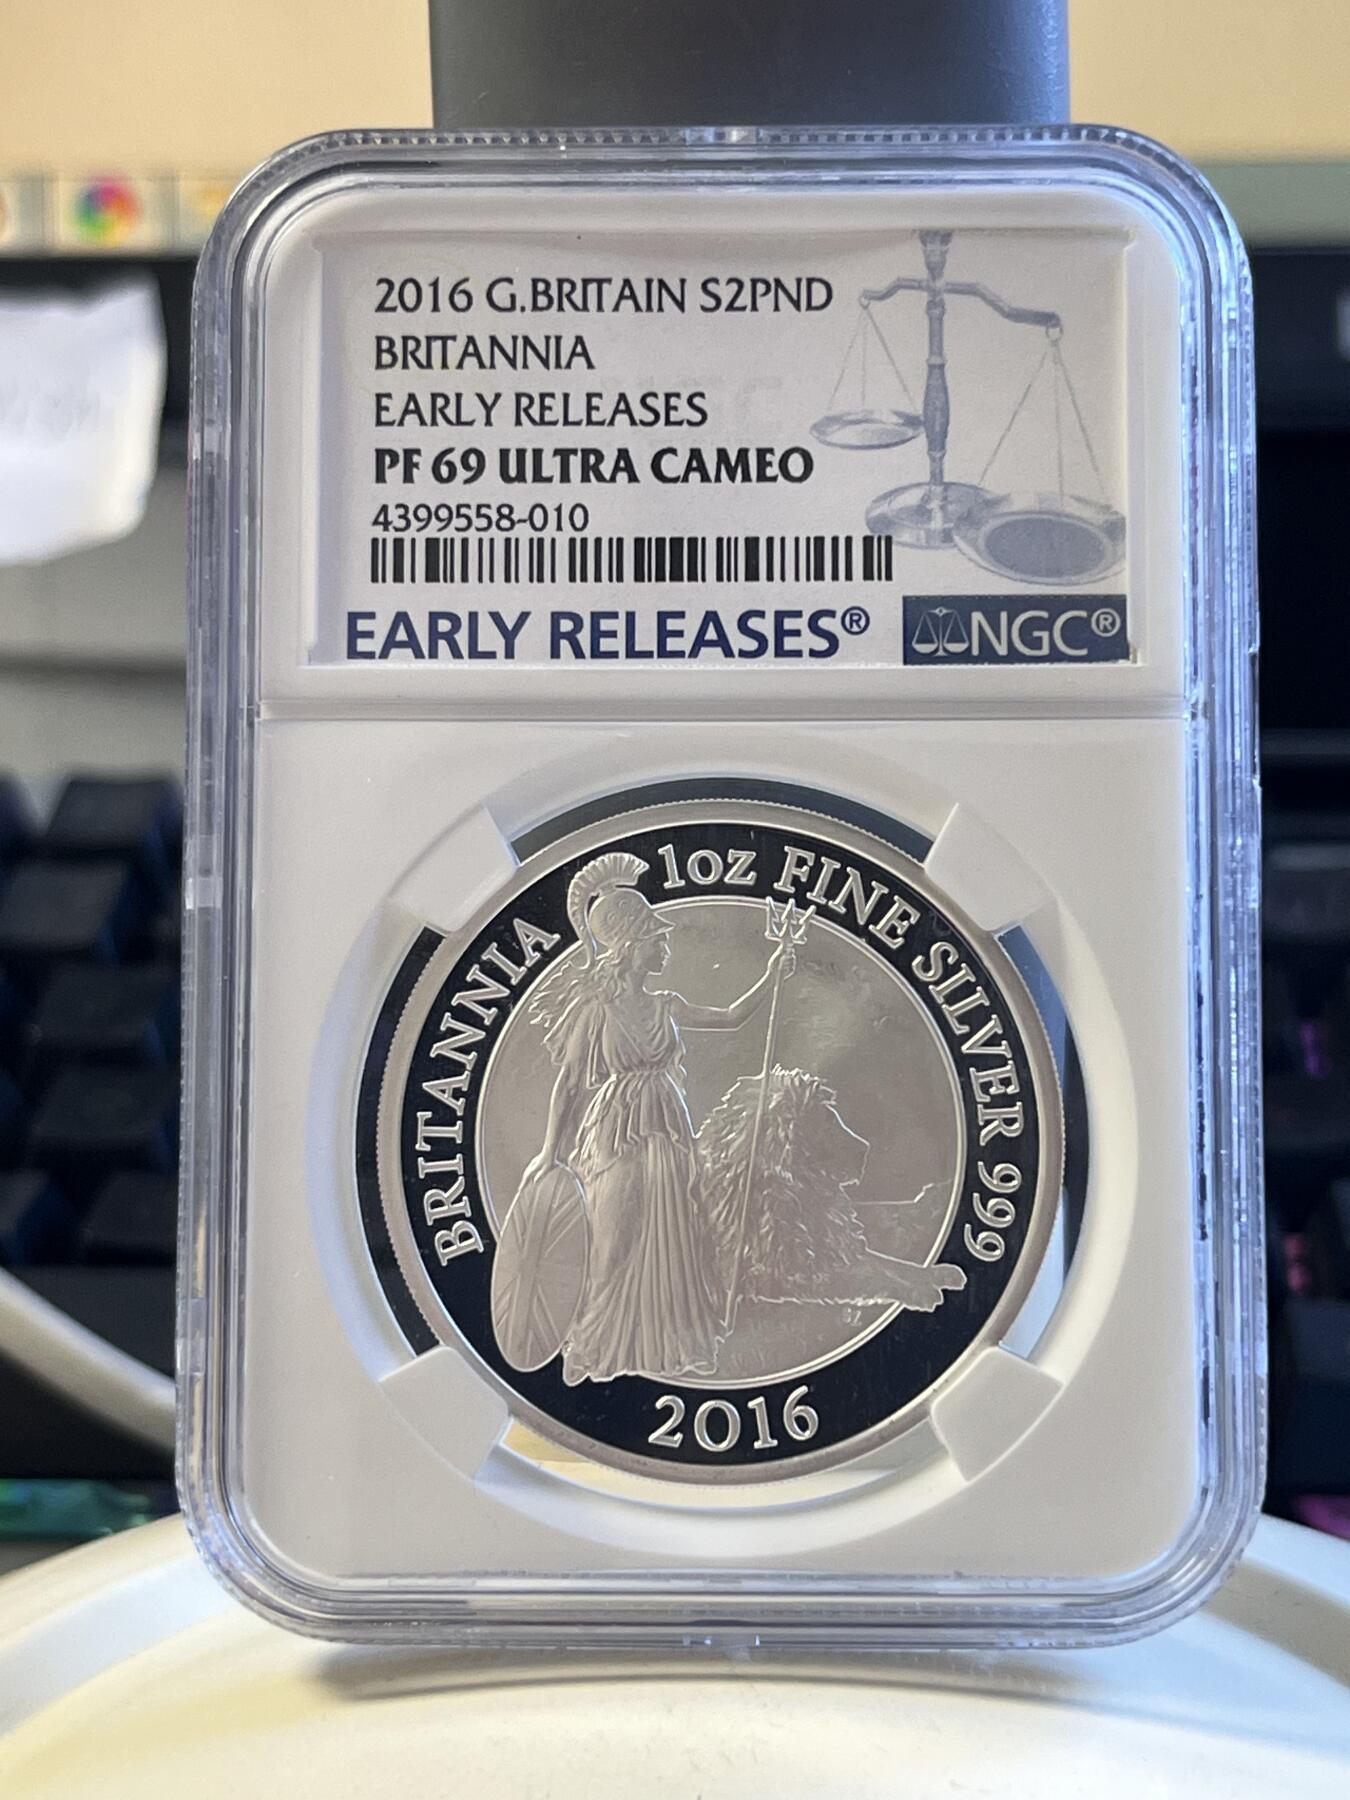 2016 G.BRITAIN S2PND
BRITANNIA
EARLY RELEASES
PF 69 ULTRA CAMEO
4399558-010
EARLY RELEASES®
NGC®
BRITANNIA 1OZ FINE SILVER 999
2016